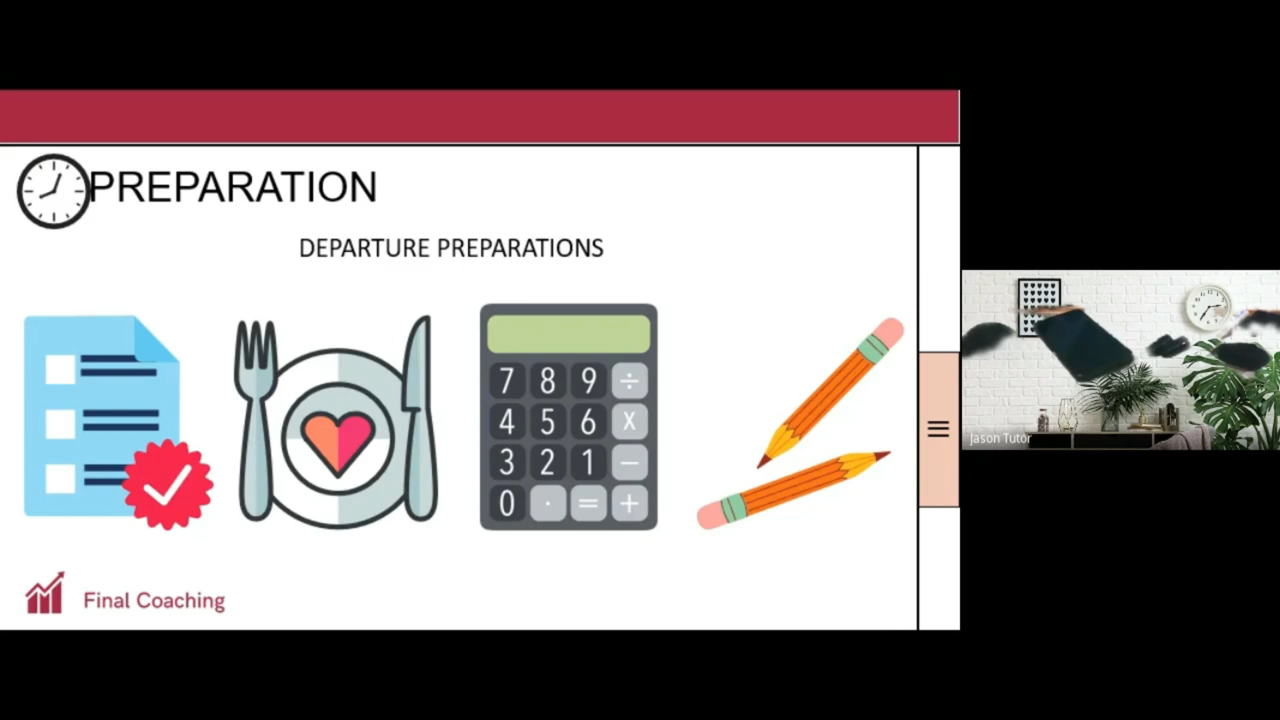 PREPARATION
DEPARTURE PREPARATIONS
7 8 9 ÷
4 5 6 X
3 2 1 −
0 · = +
Final Coaching
Jason Tutor